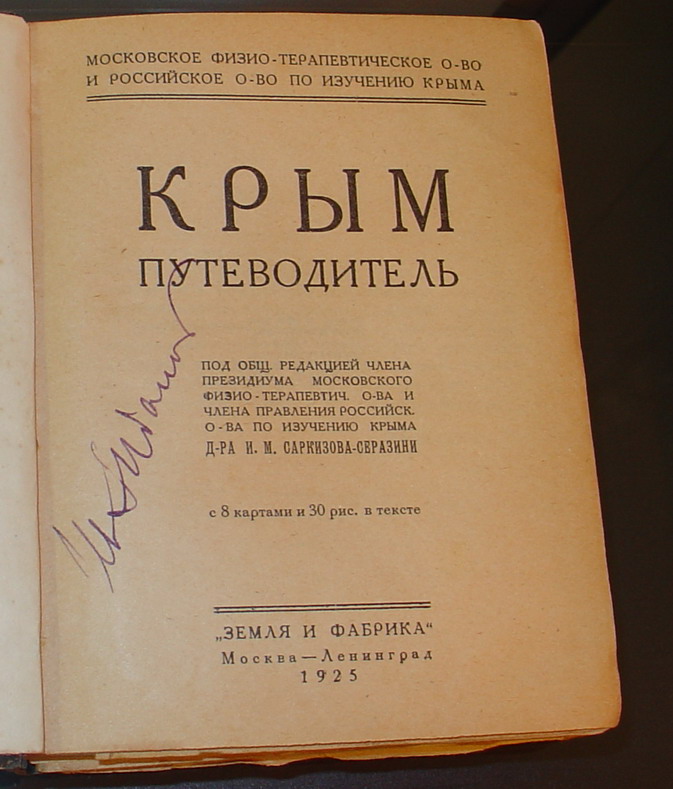 МОСКОВСКОЕ ФИЗИО-ТЕРАПЕВТИЧЕСКОЕ О-ВО
И РОССИЙСКОЕ О-ВО ПО ИЗУЧЕНИЮ КРЫМА
КРЫМ
ПУТЕВОДИТЕЛЬ
ПОД ОБЩ. РЕДАКЦИЕЙ ЧЛЕНА
ПРЕЗИДИУМА МОСКОВСКОГО
ФИЗИО-ТЕРАПЕВТИЧ. О-ВА И
ЧЛЕНА ПРАВЛЕНИЯ РОССИЙСК.
О-ВА ПО ИЗУЧЕНИЮ КРЫМА
Д-РА И. М. САРКИЗОВА-СЕРАЗИНИ
с 8 картами и 30 рис. в тексте
„ЗЕМЛЯ И ФАБРИКА“
Москва—Ленинград
1925